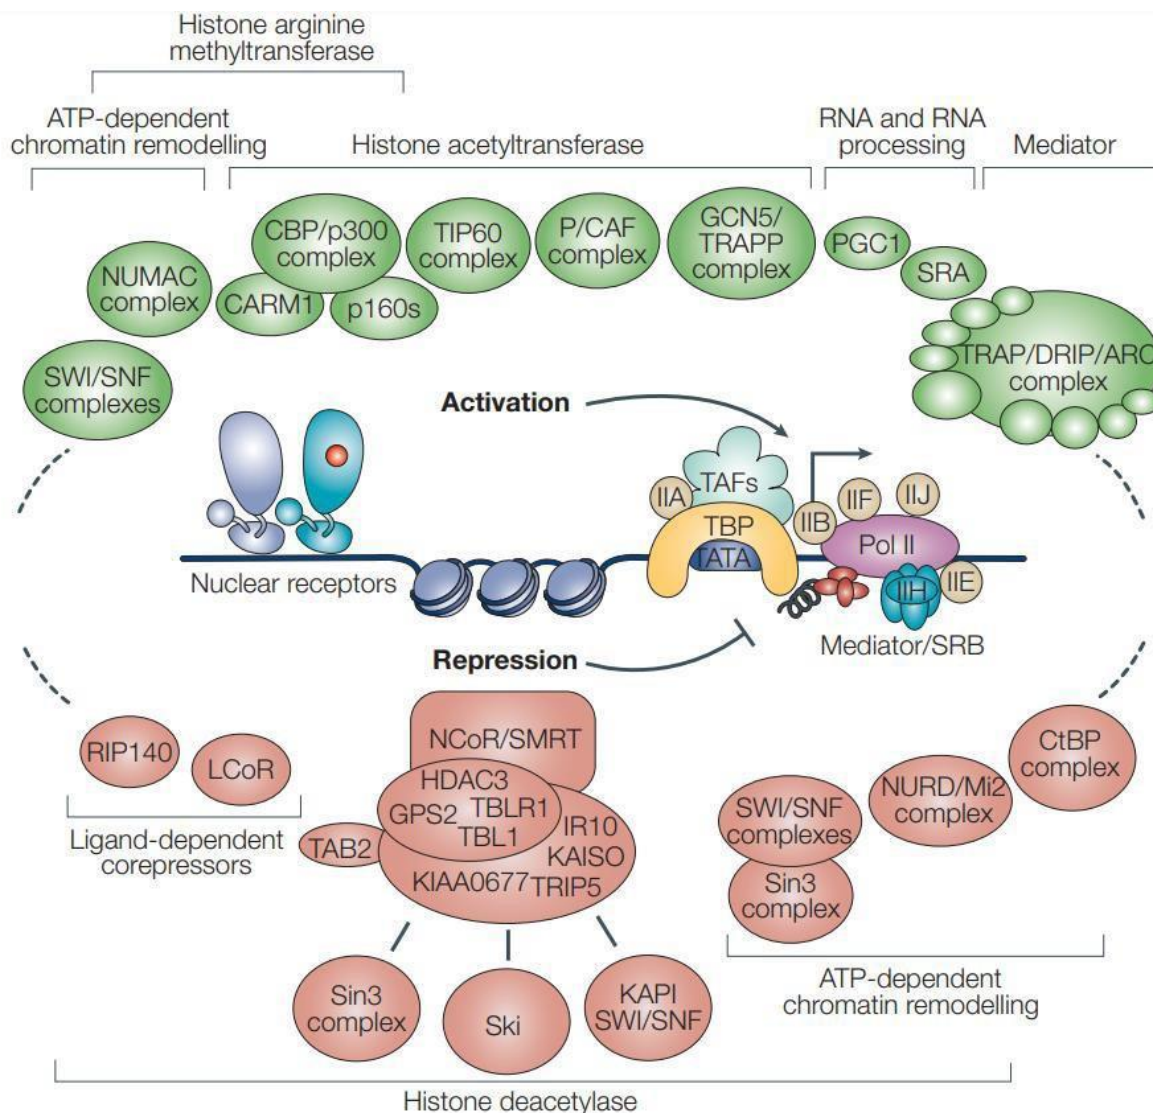 Histone arginine
methyltransferase
ATP-dependent
chromatin remodelling
Histone acetyltransferase
RNA and RNA
processing
Mediator
CBP/p300
complex
TIP60
complex
P/CAF
complex
GCN5/
TRAPP
complex
PGC1
SRA
NUMAC
complex
CARM1
p160s
SWI/SNF
complexes
TRAP/DRIP/ARC
complex
Activation
TAFs
IIA
IIB
IIF
IIJ
TBP
TATA
Pol II
IIH
IIE
Nuclear receptors
Mediator/SRB
Repression
RIP140
LCoR
Ligand-dependent
corepressors
NCoR/SMRT
HDAC3
GPS2
TBLR1
TBL1
IR10
KAISO
TAB2
KIAA0677
TRIP5
CtBP
complex
NURD/Mi2
complex
SWI/SNF
complexes
Sin3
complex
ATP-dependent
chromatin remodelling
Sin3
complex
Ski
KAPI
SWI/SNF
Histone deacetylase